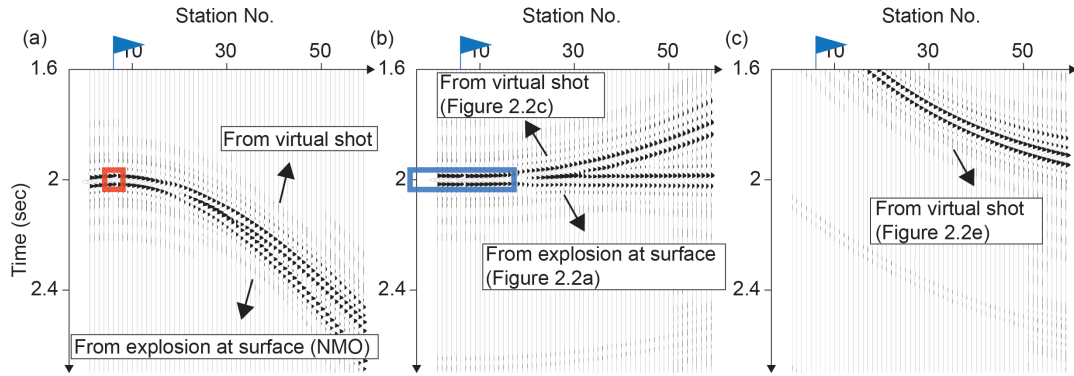 Station No.
Station No.
Station No.
(a)
10
30
50
(b)
10
30
50
(c)
10
30
50
1.6
2
2.4
Time (sec)
From virtual shot
From explosion at surface (NMO)
1.6
2
2.4
From virtual shot
(Figure 2.2c)
From explosion at surface
(Figure 2.2a)
1.6
2
2.4
From virtual shot
(Figure 2.2e)